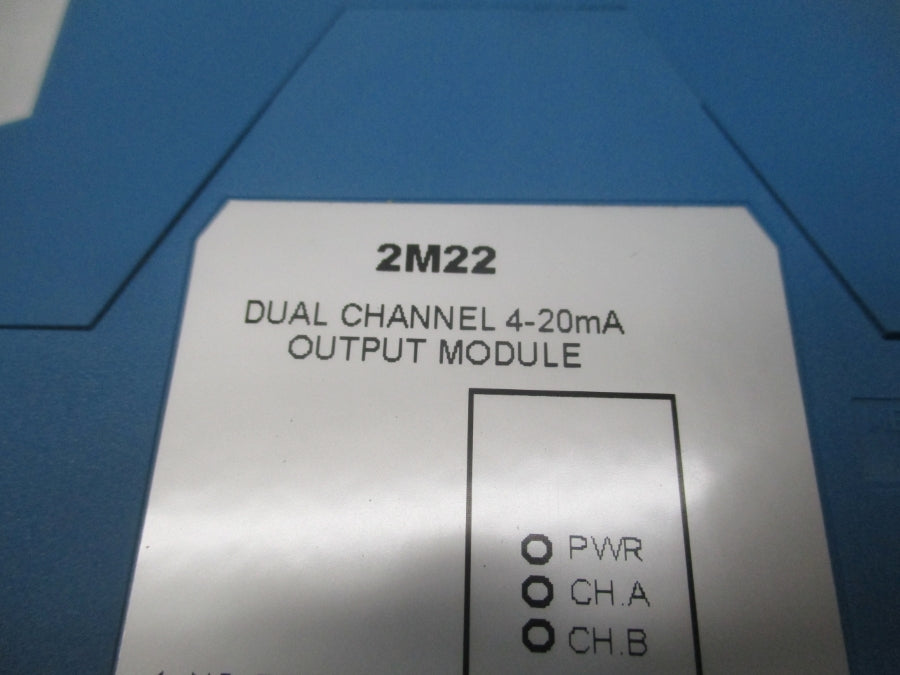 2M22
DUAL CHANNEL 4-20mA
OUTPUT MODULE
PWR
CH.A
CH.B